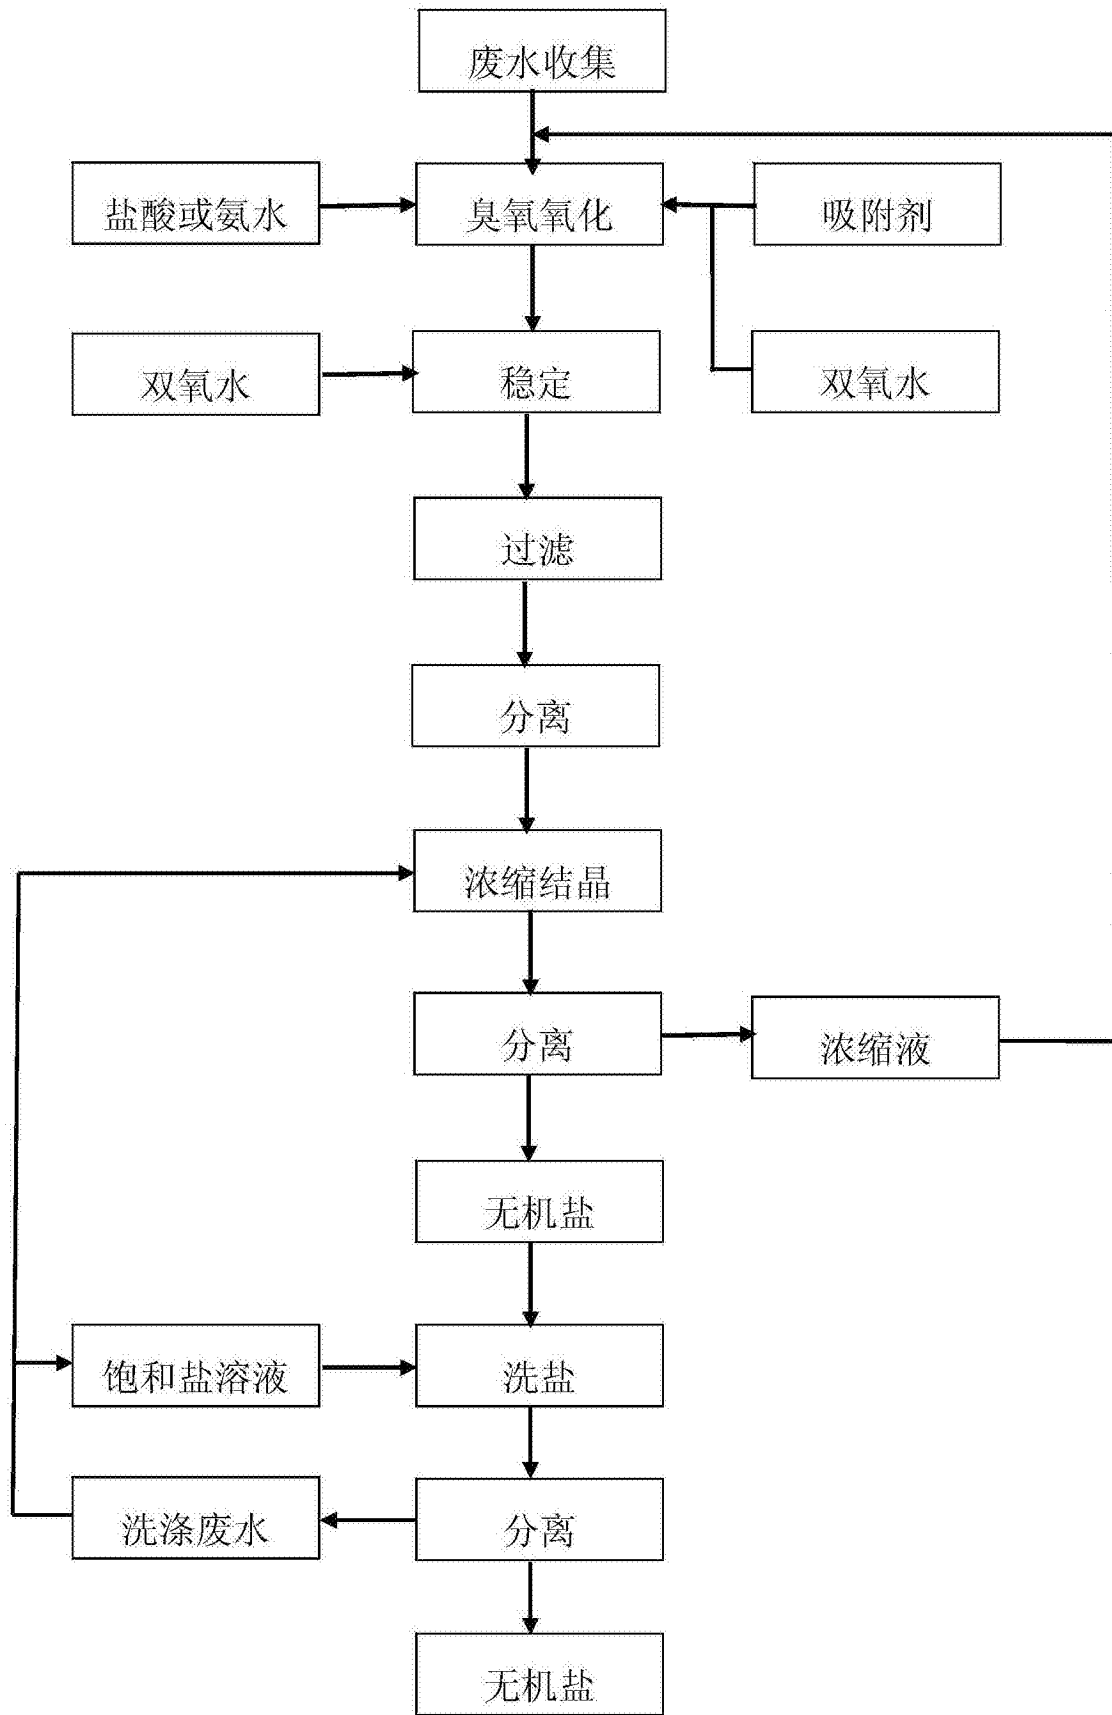 废水收集
盐酸或氨水
臭氧氧化
吸附剂
双氧水
稳定
双氧水
过滤
分离
浓缩结晶
分离
浓缩液
无机盐
饱和盐溶液
洗盐
洗涤废水
分离
无机盐